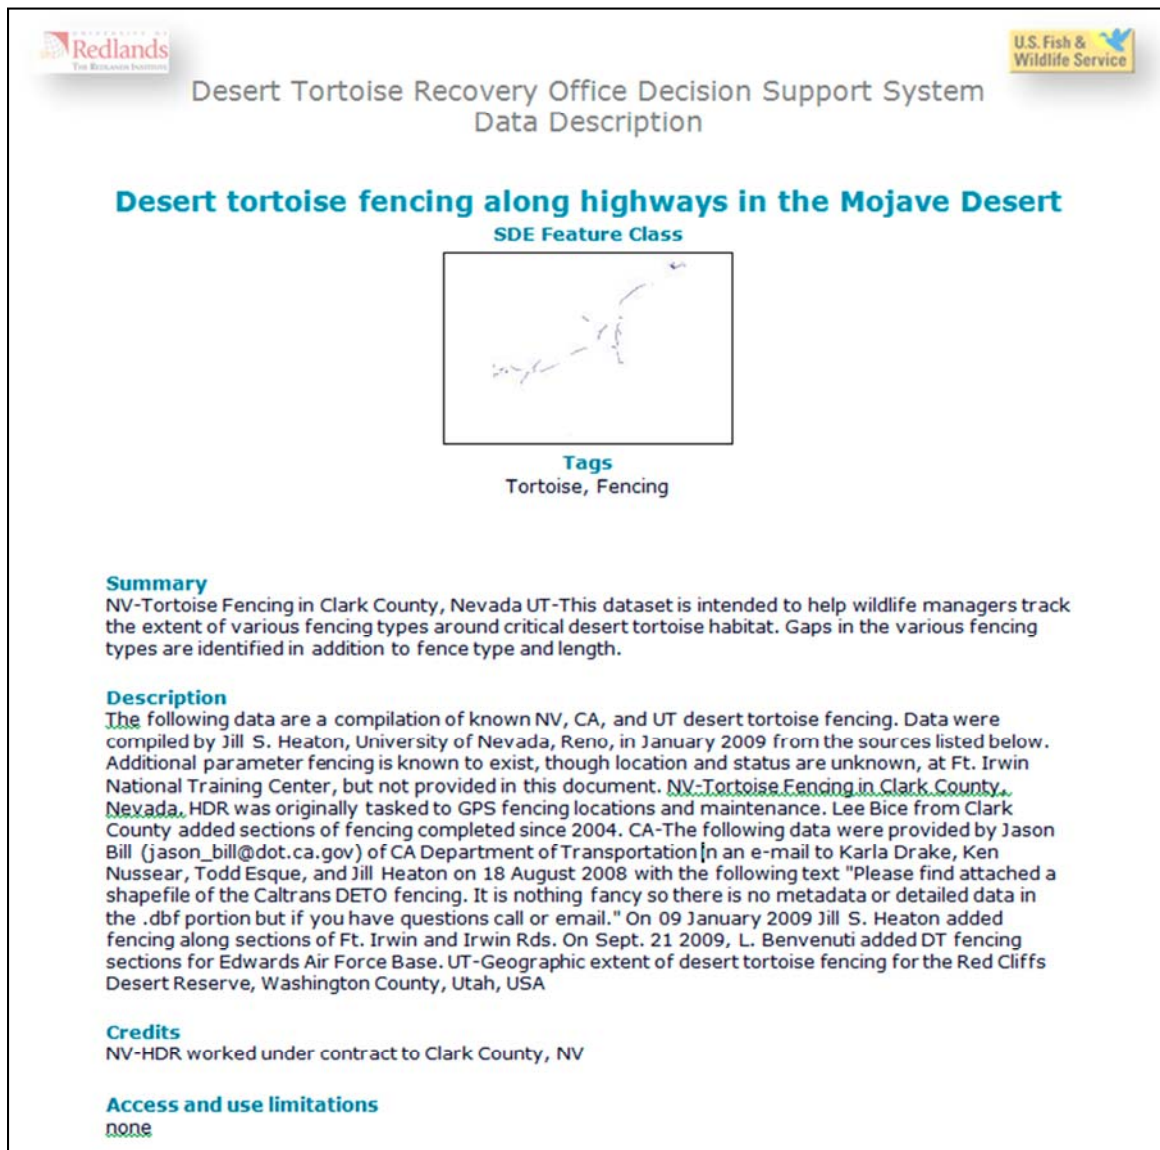 UNIVERSITY OF
Redlands
THE REDLANDS INSTITUTE
U.S. Fish &
Wildlife Service
Desert Tortoise Recovery Office Decision Support System
Data Description
Desert tortoise fencing along highways in the Mojave Desert
SDE Feature Class
Tags
Tortoise, Fencing
Summary
NV-Tortoise Fencing in Clark County, Nevada UT-This dataset is intended to help wildlife managers track
the extent of various fencing types around critical desert tortoise habitat. Gaps in the various fencing
types are identified in addition to fence type and length.
Description
The following data are a compilation of known NV, CA, and UT desert tortoise fencing. Data were
compiled by Jill S. Heaton, University of Nevada, Reno, in January 2009 from the sources listed below.
Additional parameter fencing is known to exist, though location and status are unknown, at Ft. Irwin
National Training Center, but not provided in this document. NV-Tortoise Fencing in Clark County,
Nevada, HDR was originally tasked to GPS fencing locations and maintenance. Lee Bice from Clark
County added sections of fencing completed since 2004. CA-The following data were provided by Jason
Bill (jason_bill@dot.ca.gov) of CA Department of Transportation in an e-mail to Karla Drake, Ken
Nussear, Todd Esque, and Jill Heaton on 18 August 2008 with the following text "Please find attached a
shapefile of the Caltrans DETO fencing. It is nothing fancy so there is no metadata or detailed data in
the .dbf portion but if you have questions call or email." On 09 January 2009 Jill S. Heaton added
fencing along sections of Ft. Irwin and Irwin Rds. On Sept. 21 2009, L. Benvenuti added DT fencing
sections for Edwards Air Force Base. UT-Geographic extent of desert tortoise fencing for the Red Cliffs
Desert Reserve, Washington County, Utah, USA
Credits
NV-HDR worked under contract to Clark County, NV
Access and use limitations
none